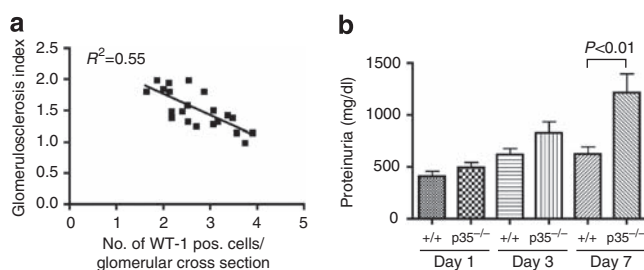 a
R²=0.55
Glomerulosclerosis index
2.5
2.0
1.5
1.0
0.5
0
0 1 2 3 4 5
No. of WT-1 pos. cells/
glomerular cross section
b
P<0.01
Proteinuria (mg/dl)
1500
1000
500
0
+/+ p35−/− +/+ p35−/− +/+ p35−/−
Day 1 Day 3 Day 7